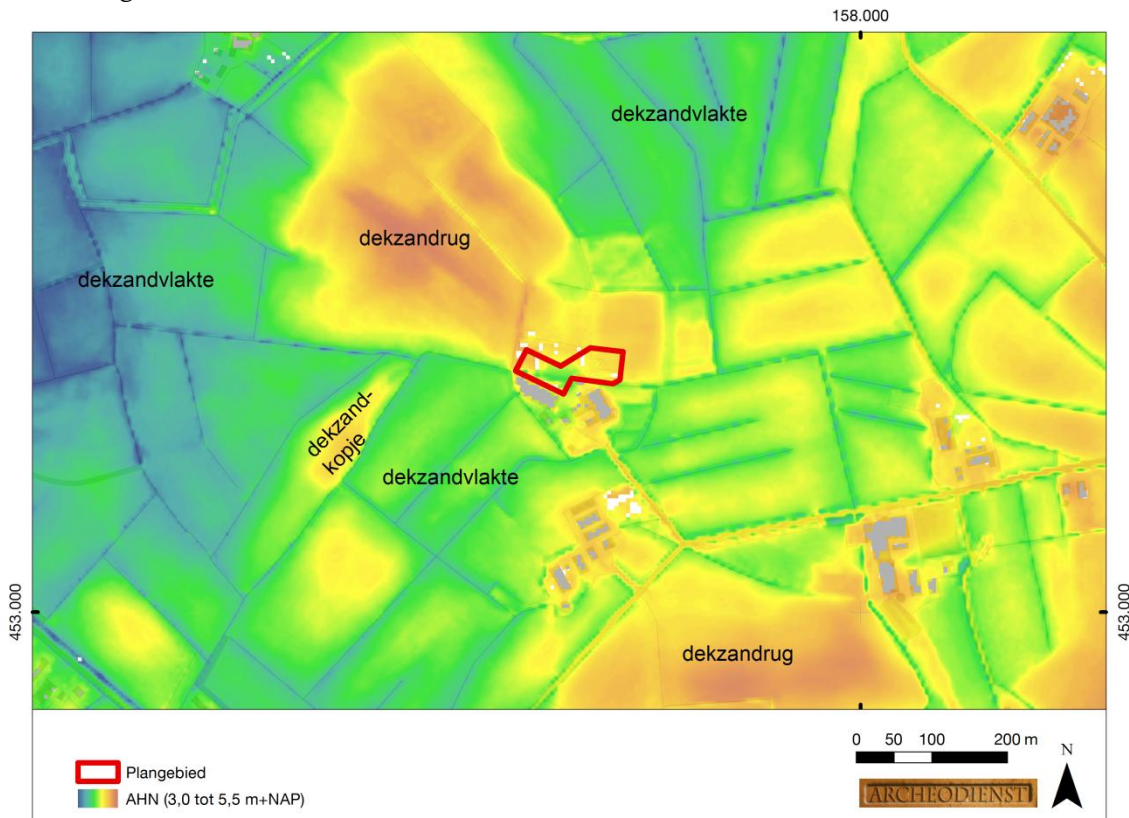 158.000
dekzandvlakte
dekzandrug
dekzandvlakte
dekzand-
kopje
dekzandvlakte
453.000
453.000
dekzandrug
0 50 100 200 m
N
Plangebied
AHN (3,0 tot 5,5 m+NAP)
ARCHEODIENST